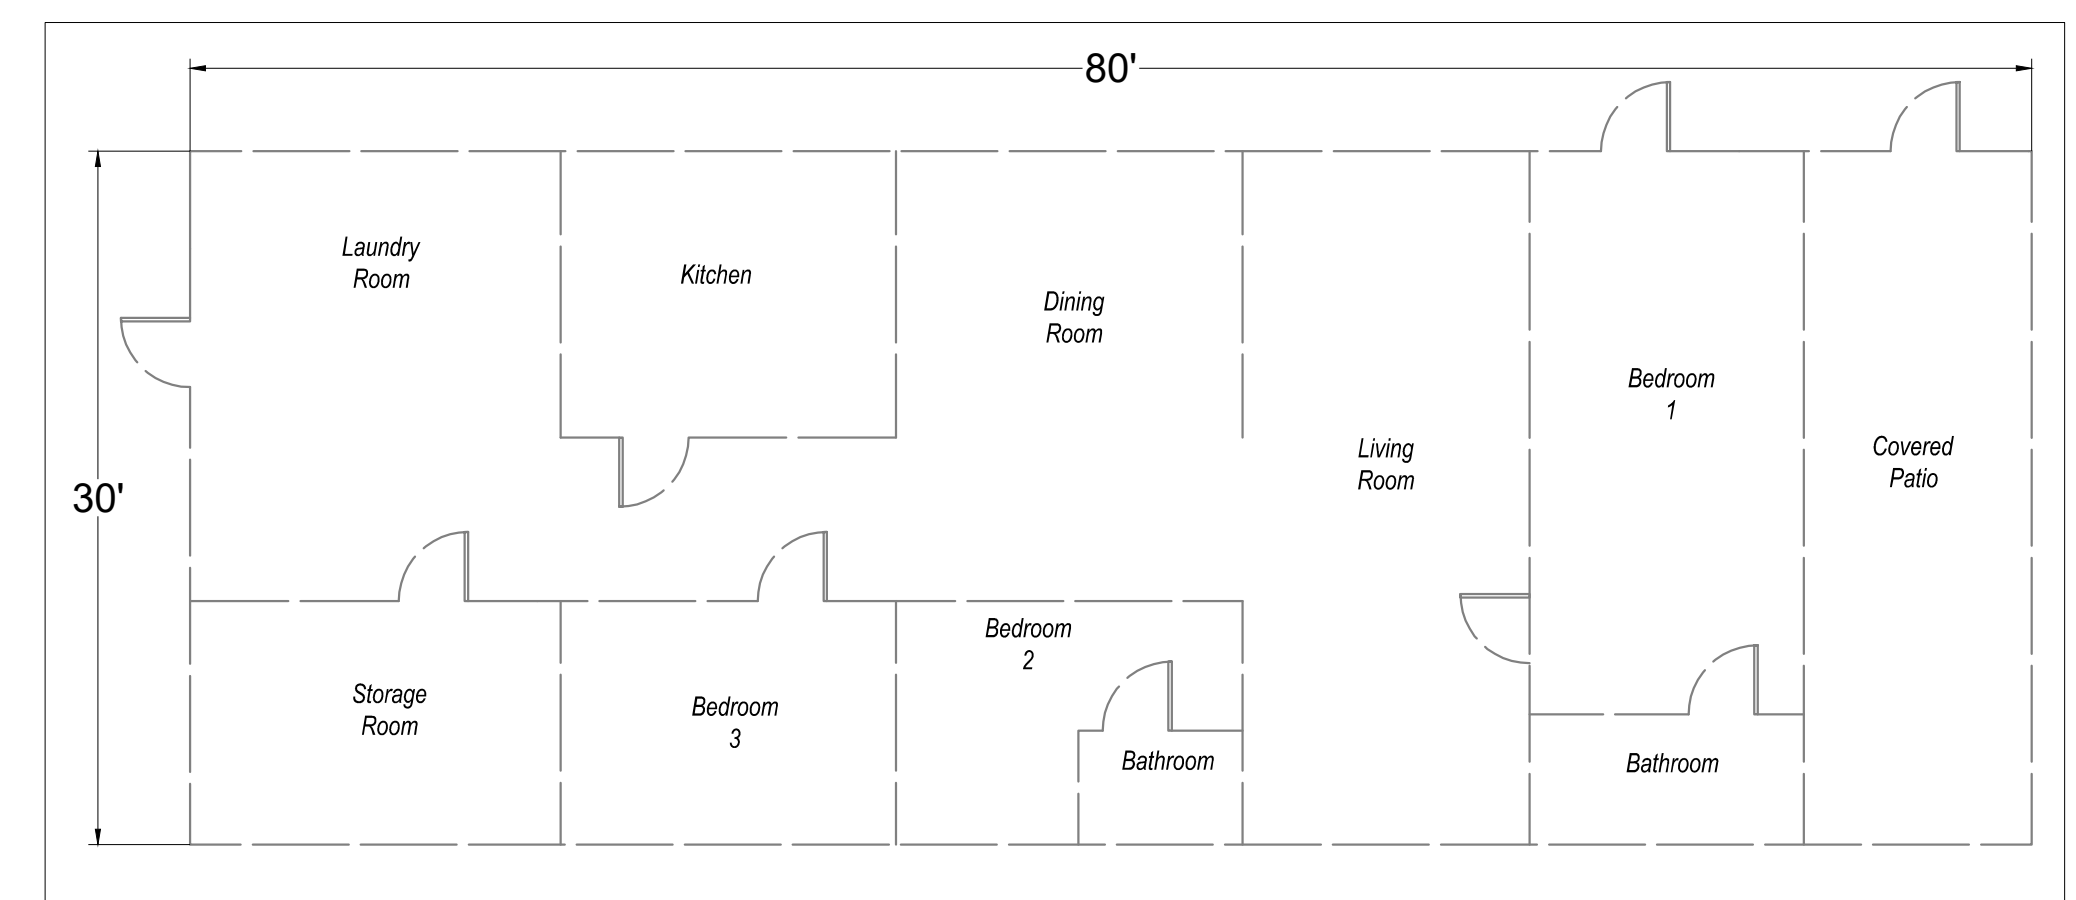 80'
30'
Laundry
Room
Kitchen
Dining
Room
Living
Room
Bedroom
1
Covered
Patio
Storage
Room
Bedroom
3
Bedroom
2
Bathroom
Bathroom